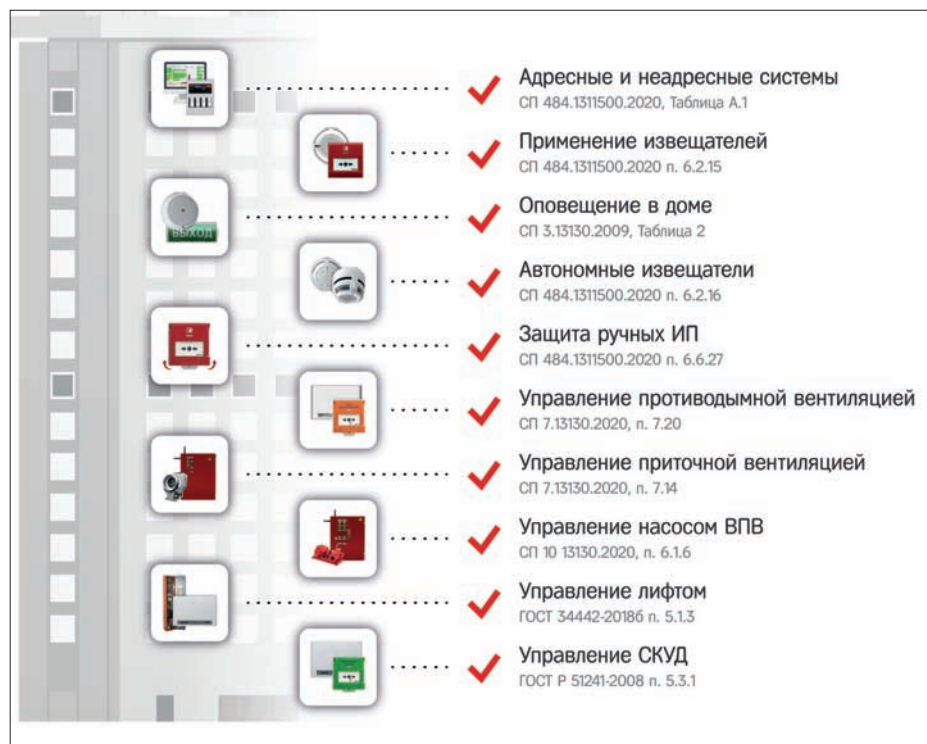 Адресные и неадресные системы
СП 484.1311500.2020, Таблица А.1
Применение извещателей
СП 484.1311500.2020 п. 6.2.15
ВЫХОД
Оповещение в доме
СП 3.13130.2009, Таблица 2
Автономные извещатели
СП 484.1311500.2020 п. 6.2.16
Защита ручных ИП
СП 484.1311500.2020 п. 6.6.27
Управление противодымной вентиляцией
СП 7.13130.2020, п. 7.20
Управление приточной вентиляцией
СП 7.13130.2020, п. 7.14
Управление насосом ВПВ
СП 10 13130.2020, п. 6.1.6
Управление лифтом
ГОСТ 34442-2018б п. 5.1.3
Управление СКУД
ГОСТ Р 51241-2008 п. 5.3.1